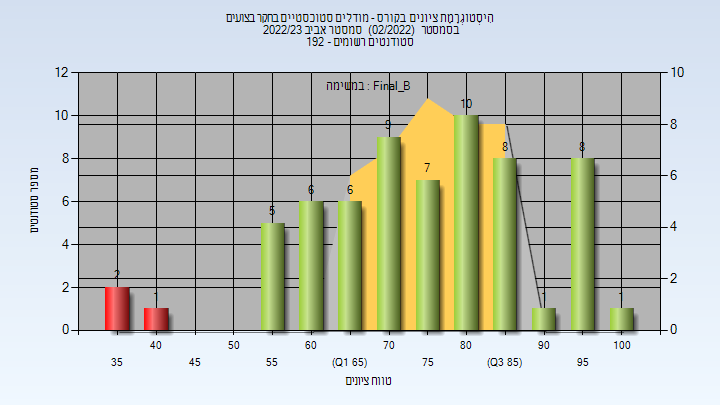 היסטוגרמת ציונים בקורס - מודלים סטוכסטיים בחקר בצועים
בסמסטר (02/2022) סמסטר אביב 2022/23
סטודנטים רשומים - 192
במשימה : Final_B
12 10 8 6 4 2 0
מספר סטודנטים
10 8 6 4 2 0
2 1 5 6 6 9 7 10 8 1 8 1
40 50 60 70 80 90 100
35 45 55 (Q1 65) 75 (Q3 85) 95
טווח ציונים